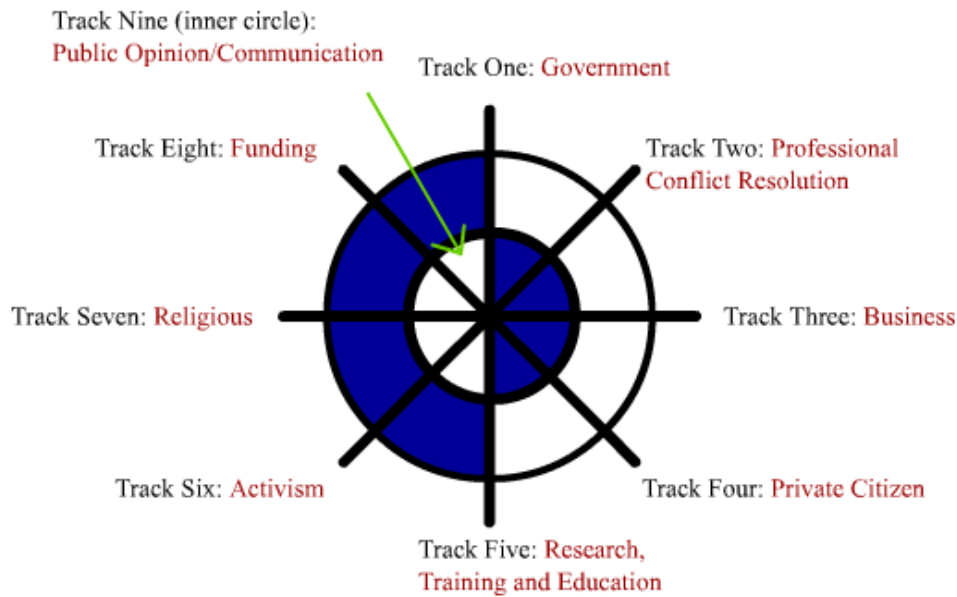 Track Nine (inner circle):
Public Opinion/Communication
Track One: Government
Track Eight: Funding
Track Two: Professional
Conflict Resolution
Track Seven: Religious
Track Three: Business
Track Six: Activism
Track Four: Private Citizen
Track Five: Research,
Training and Education